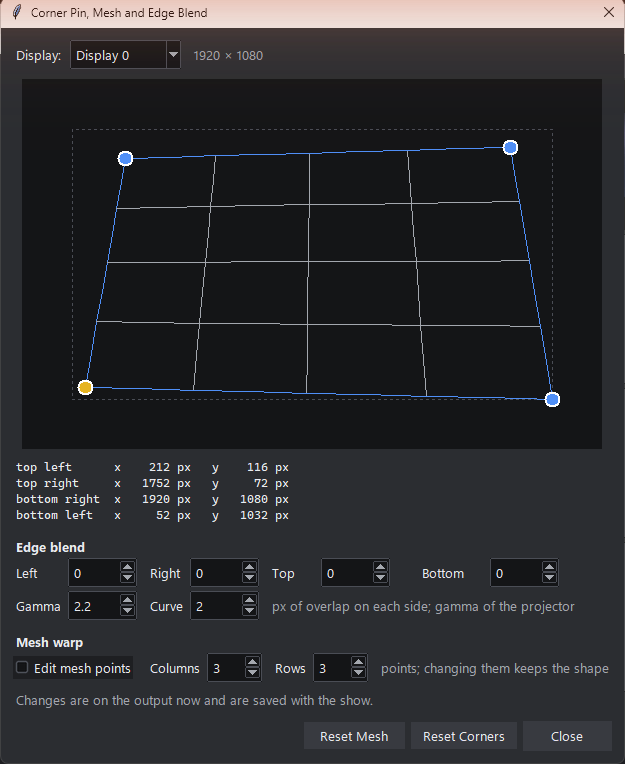 Corner Pin, Mesh and Edge Blend
Display: Display 0 1920 × 1080
top left x 212 px y 116 px
top right x 1752 px y 72 px
bottom right x 1920 px y 1080 px
bottom left x 52 px y 1032 px
Edge blend
Left 0 Right 0 Top 0 Bottom 0
Gamma 2.2 Curve 2 px of overlap on each side; gamma of the projector
Mesh warp
Edit mesh points Columns 3 Rows 3 points; changing them keeps the shape
Changes are on the output now and are saved with the show.
Reset Mesh Reset Corners Close